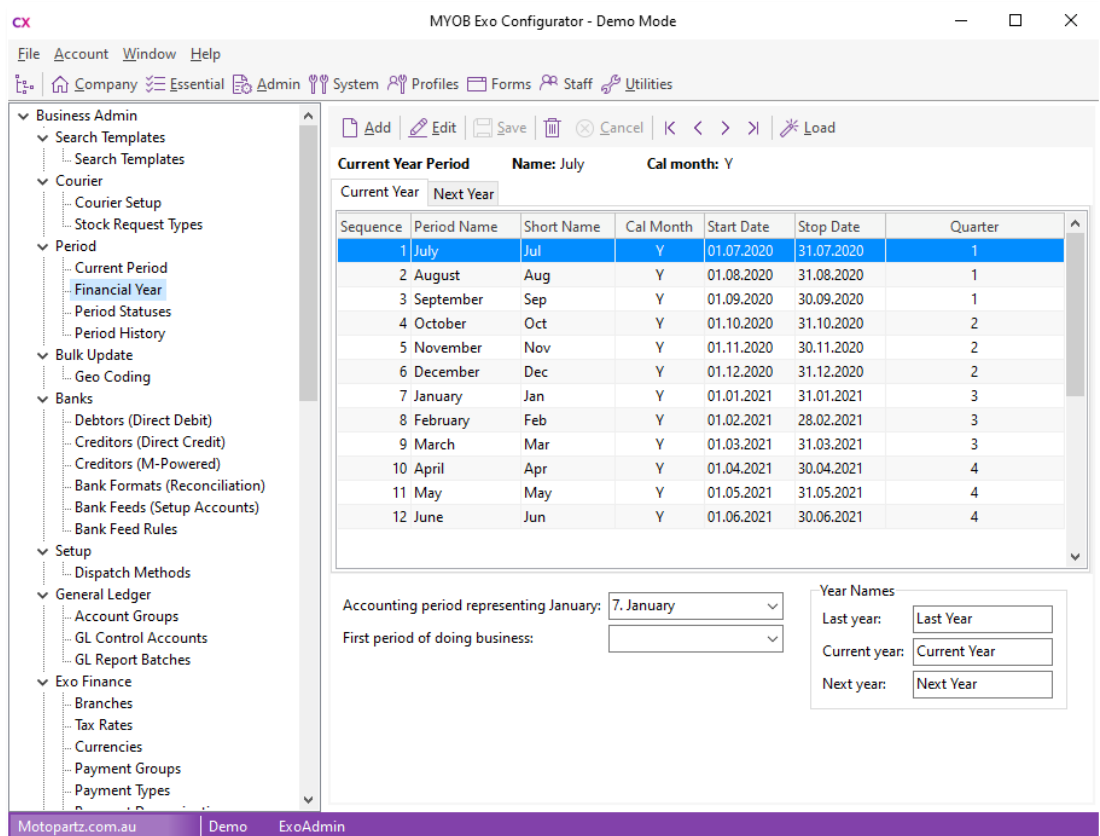 CX MYOB Exo Configurator - Demo Mode
File Account Window Help
Company Essential Admin System Profiles Forms Staff Utilities
Business Admin
Search Templates
Search Templates
Courier
Courier Setup
Stock Request Types
Period
Current Period
Financial Year
Period Statuses
Period History
Bulk Update
Geo Coding
Banks
Debtors (Direct Debit)
Creditors (Direct Credit)
Creditors (M-Powered)
Bank Formats (Reconciliation)
Bank Feeds (Setup Accounts)
Bank Feed Rules
Setup
Dispatch Methods
General Ledger
Account Groups
GL Control Accounts
GL Report Batches
Exo Finance
Branches
Tax Rates
Currencies
Payment Groups
Payment Types
Add Edit Save Cancel Load
Current Year Period Name: July Cal month: Y
Current Year Next Year
Sequence Period Name Short Name Cal Month Start Date Stop Date Quarter
1 July Jul Y 01.07.2020 31.07.2020 1
2 August Aug Y 01.08.2020 31.08.2020 1
3 September Sep Y 01.09.2020 30.09.2020 1
4 October Oct Y 01.10.2020 31.10.2020 2
5 November Nov Y 01.11.2020 30.11.2020 2
6 December Dec Y 01.12.2020 31.12.2020 2
7 January Jan Y 01.01.2021 31.01.2021 3
8 February Feb Y 01.02.2021 28.02.2021 3
9 March Mar Y 01.03.2021 31.03.2021 3
10 April Apr Y 01.04.2021 30.04.2021 4
11 May May Y 01.05.2021 31.05.2021 4
12 June Jun Y 01.06.2021 30.06.2021 4
Accounting period representing January: 7. January
First period of doing business:
Year Names
Last year: Last Year
Current year: Current Year
Next year: Next Year
Motopartz.com.au Demo ExoAdmin